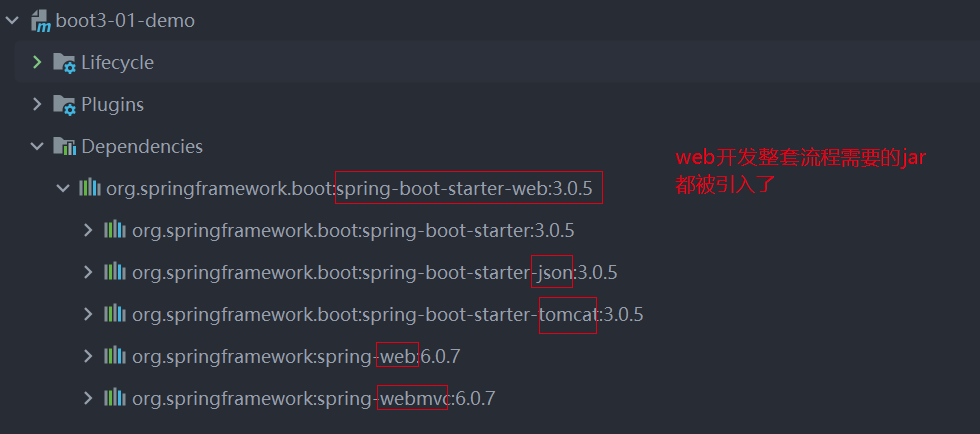 boot3-01-demo
Lifecycle
Plugins
Dependencies
web开发整套流程需要的jar
都被引入了
org.springframework.boot:spring-boot-starter-web:3.0.5
org.springframework.boot:spring-boot-starter:3.0.5
org.springframework.boot:spring-boot-starter-json:3.0.5
org.springframework.boot:spring-boot-starter-tomcat:3.0.5
org.springframework:spring-web:6.0.7
org.springframework:spring-webmvc:6.0.7